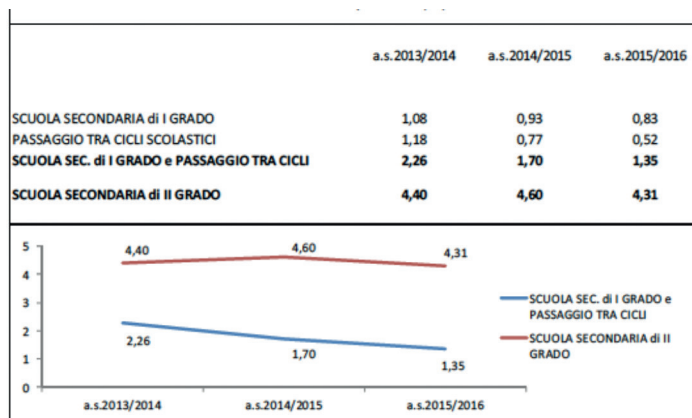 a.s.2013/2014 a.s.2014/2015 a.s.2015/2016
SCUOLA SECONDARIA di I GRADO 1,08 0,93 0,83
PASSAGGIO TRA CICLI SCOLASTICI 1,18 0,77 0,52
SCUOLA SEC. di I GRADO e PASSAGGIO TRA CICLI 2,26 1,70 1,35
SCUOLA SECONDARIA di II GRADO 4,40 4,60 4,31
5
4
3
2
1
0
4,40 4,60 4,31
2,26 1,70 1,35
a.s.2013/2014 a.s.2014/2015 a.s.2015/2016
SCUOLA SEC. di I GRADO e
PASSAGGIO TRA CICLI
SCUOLA SECONDARIA di II
GRADO